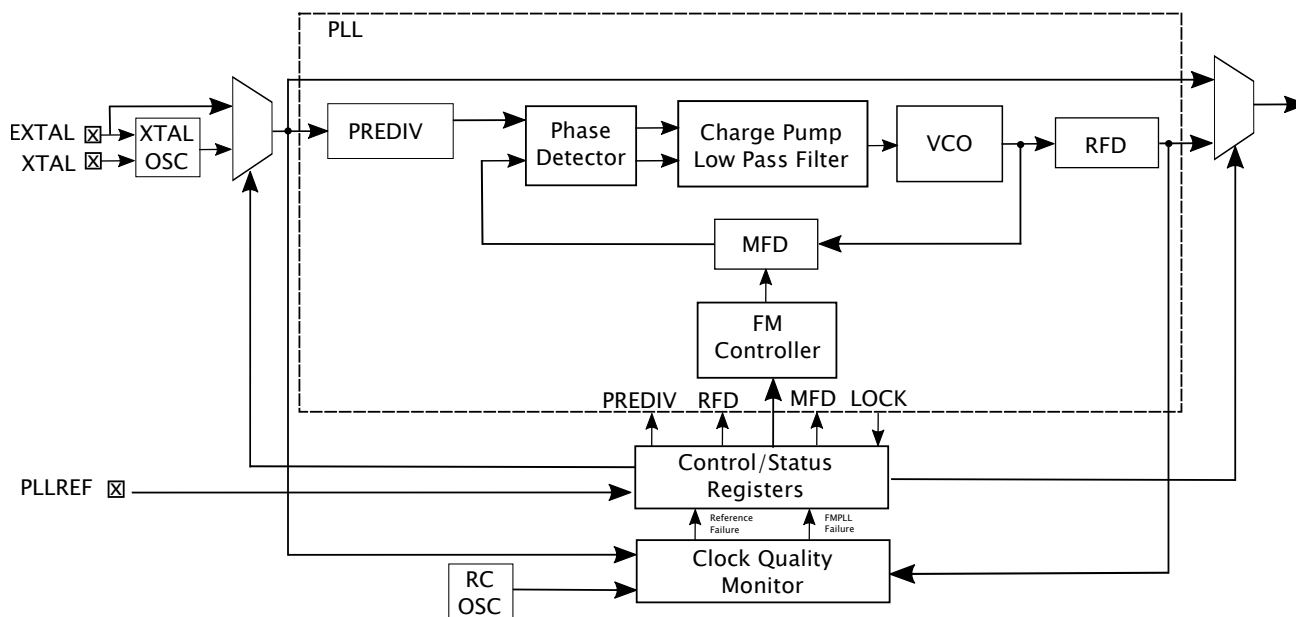 PLL
EXTAL
XTAL
XTAL
OSC
PREDIV
Phase
Detector
Charge Pump
Low Pass Filter
VCO
RFD
MFD
FM
Controller
PREDIV
RFD
MFD
LOCK
Control/Status
Registers
PLLREF
Reference
Failure
FMPLL
Failure
Clock Quality
Monitor
RC
OSC